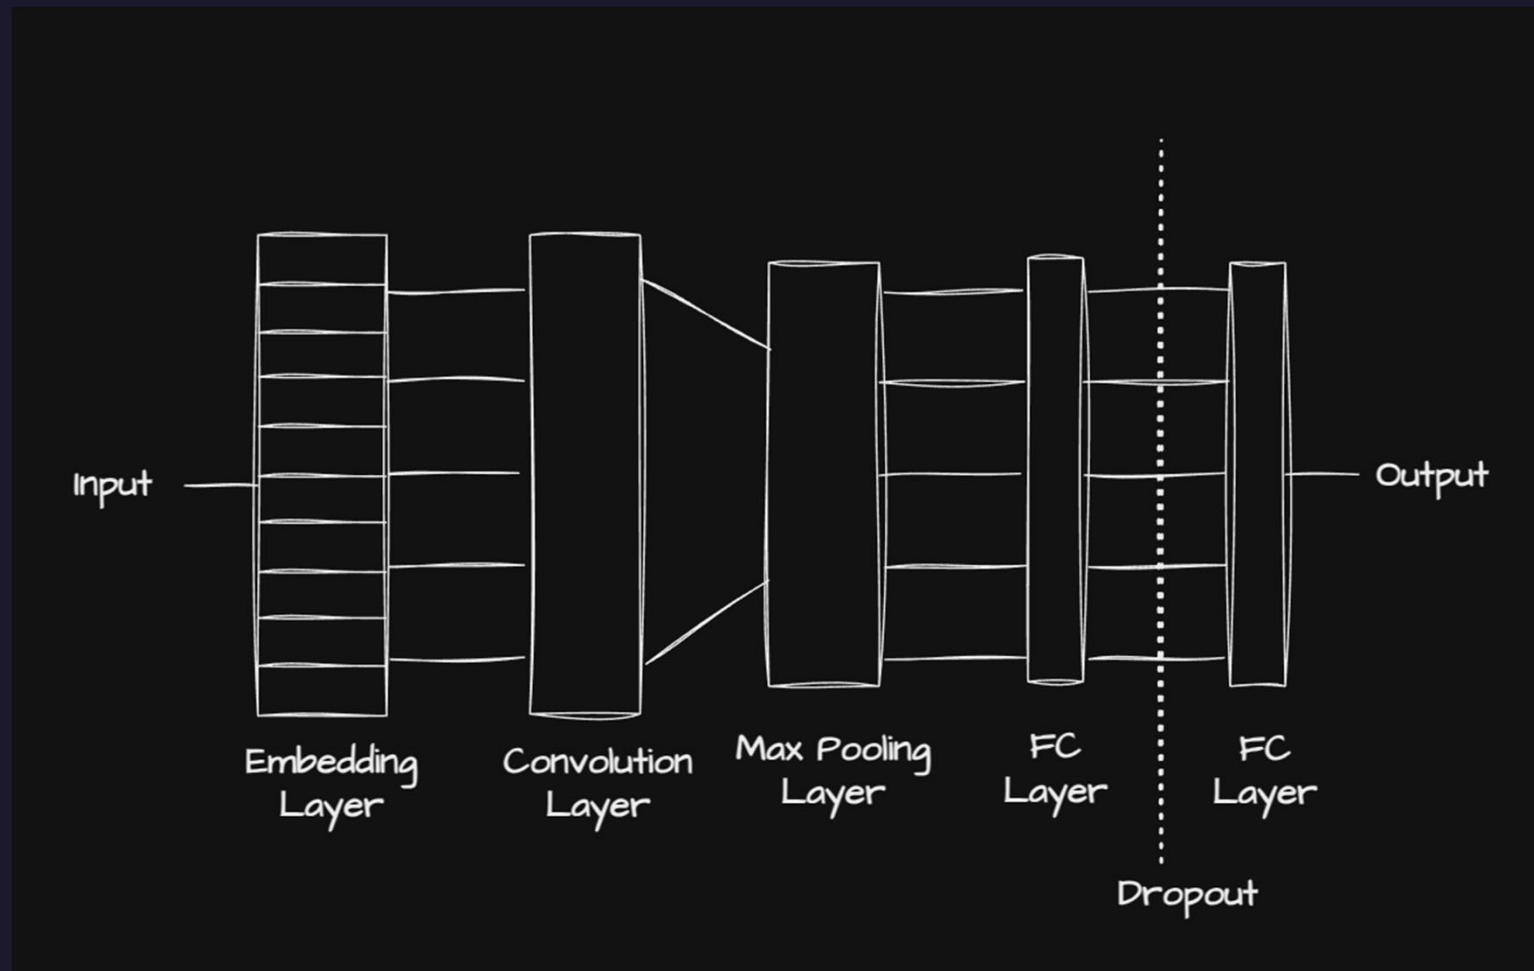 Input
Embedding
Layer
Convolution
Layer
Max Pooling
Layer
FC
Layer
FC
Layer
Dropout
Output